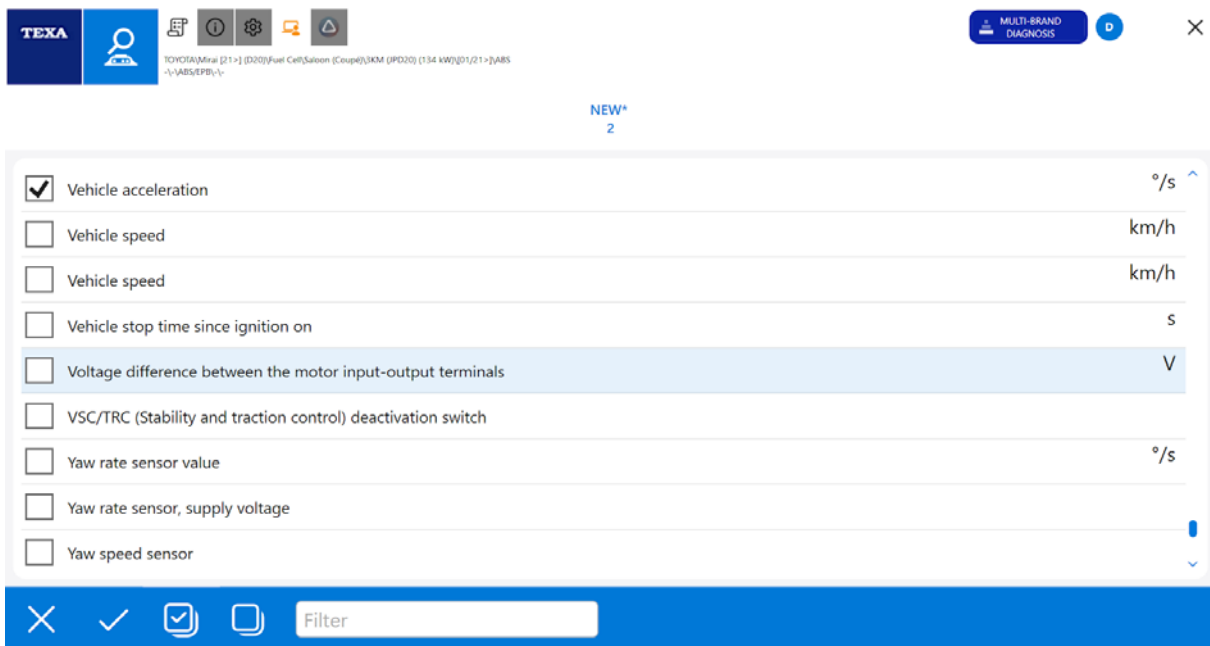 TEXA
MULTI-BRAND
DIAGNOSIS
D
TOYOTA\Mirai [21>] (D20)\Fuel Cell\Saloon (Coupé)\3KM (JPD20) (134 kW)\[01/21>]\ABS
-\-\ABS/EPB\-\-
NEW*
2
Vehicle acceleration °/s
Vehicle speed km/h
Vehicle speed km/h
Vehicle stop time since ignition on s
Voltage difference between the motor input-output terminals V
VSC/TRC (Stability and traction control) deactivation switch
Yaw rate sensor value °/s
Yaw rate sensor, supply voltage
Yaw speed sensor
Filter